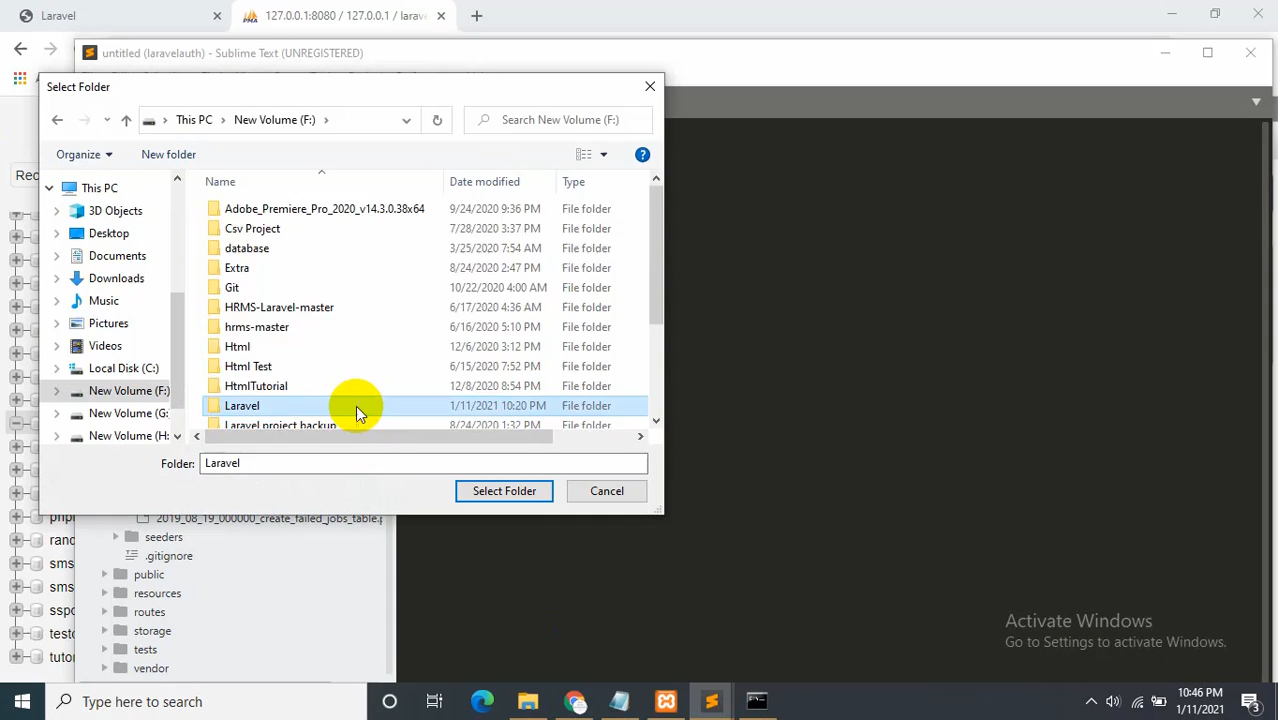 Laravel
127.0.0.1:8080 / 127.0.0.1 / larave
untitled (laravelauth) - Sublime Text (UNREGISTERED)
Select Folder
This PC
New Volume (F:)
Search New Volume (F:)
Organize
New folder
Rec
Name
Date modified
Type
This PC
3D Objects
Desktop
Documents
Downloads
Music
Pictures
Videos
Local Disk (C:)
New Volume (F:)
New Volume (G:
New Volume (H:
Adobe_Premiere_Pro_2020_v14.3.0.38x64 9/24/2020 9:36 PM File folder
Csv Project 7/28/2020 3:37 PM File folder
database 3/25/2020 7:54 AM File folder
Extra 8/24/2020 2:47 PM File folder
Git 10/22/2020 4:00 AM File folder
HRMS-Laravel-master 6/17/2020 4:36 AM File folder
hrms-master 6/16/2020 5:10 PM File folder
Html 12/6/2020 3:12 PM File folder
Html Test 6/15/2020 7:52 PM File folder
HtmlTutorial 12/8/2020 8:54 PM File folder
Laravel 1/11/2021 10:20 PM File folder
Laravel project backup 8/24/2020 1:32 PM File folder
Folder: Laravel
Select Folder
Cancel
phpi
rand
sms
sms
sspo
testo
tuto
2019_08_19_000000_create_failed_jobs_table.p
seeders
.gitignore
public
resources
routes
storage
tests
vendor
Activate Windows
Go to Settings to activate Windows.
Type here to search
10:46 PM
1/11/2021
3